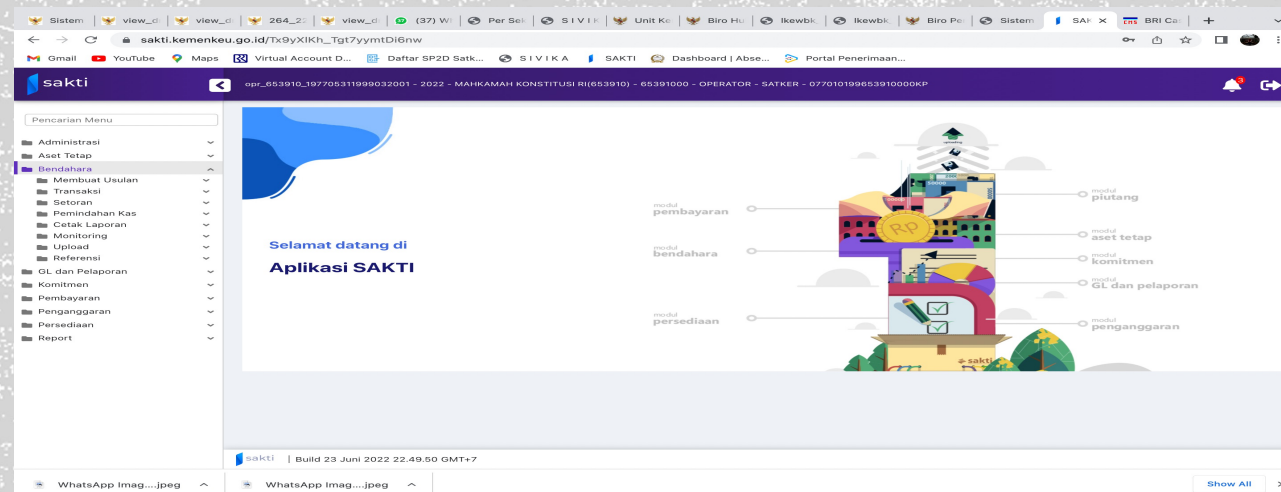 Sistem
view_d
view_d
264_2
view_d
(37) W
Per Sek
S I V I K
Unit Ke
Biro Hu
Ikewbk,
Ikewbk,
Biro Pe
Sistem
SAK
CMS BRI Ca
sakti.kemenkeu.go.id/Tx9yXIKh_Tgt7yymtDi6nw
Gmail YouTube Maps Virtual Account D... Daftar SP2D Satk... S I V I K A SAKTI Dashboard | Abse... Portal Penerimaan...
sakti
opr_653910_197705311999032001 - 2022 - MAHKAMAH KONSTITUSI RI(653910) - 65391000 - OPERATOR - SATKER - 077010199653910000KP
3
Pencarian Menu
Administrasi
Aset Tetap
Bendahara
Membuat Usulan
Transaksi
Setoran
Pemindahan Kas
Cetak Laporan
Monitoring
Upload
Referensi
GL dan Pelaporan
Komitmen
Pembayaran
Penganggaran
Persediaan
Report
Selamat datang di
Aplikasi SAKTI
uploading
50000
RP
sakti
modul
pembayaran
modul
bendahara
modul
persediaan
modul
piutang
modul
aset tetap
modul
komitmen
modul
GL dan pelaporan
modul
penganggaran
sakti | Build 23 Juni 2022 22.49.50 GMT+7
WhatsApp Imag....jpeg
WhatsApp Imag....jpeg
Show All